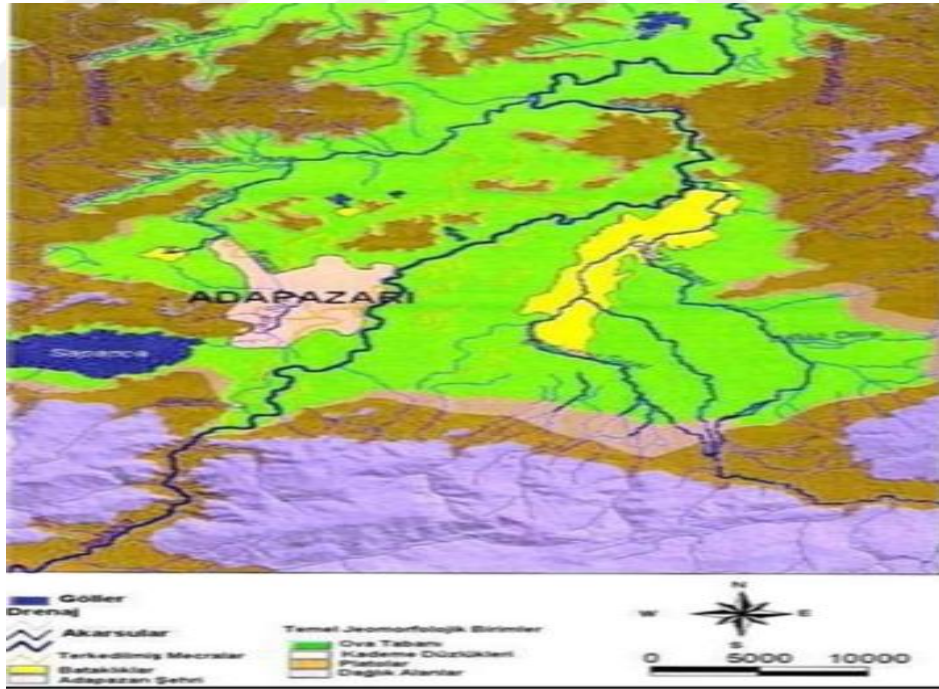 ADAPAZARI
Sapanca
Göller
Drenaj
Akarsular
Terkedilmiş Mecralar
Bataklıklar
Adapazarı Şehri
Temel Jeomorfolojik Birimler
Ova Tabanı
Kademe Düzlükleri
Platolar
Dağlık Alanlar
N
W E
S
0 5000 10000